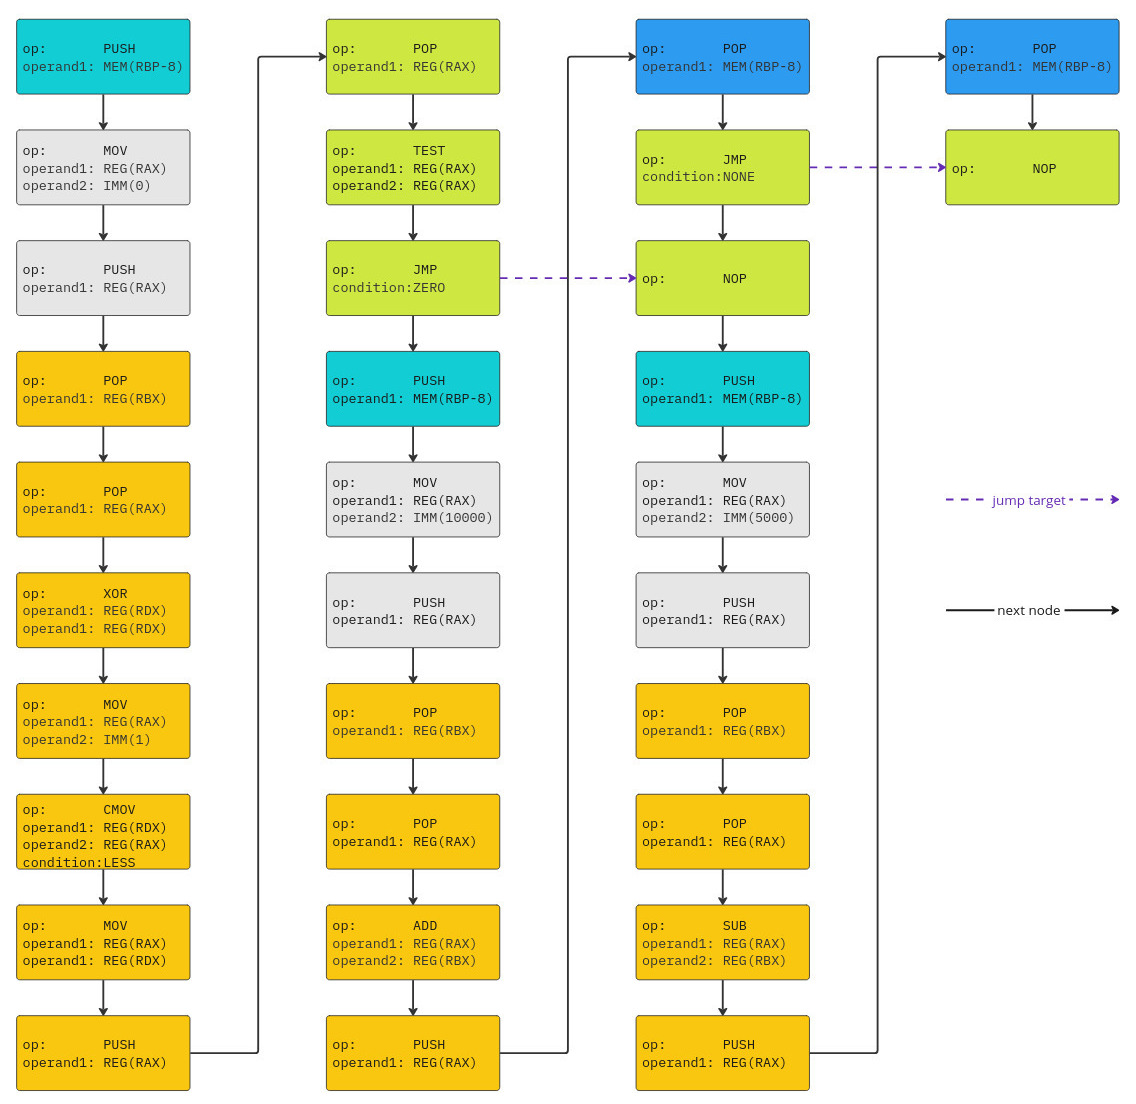 op:       PUSH
operand1: MEM(RBP-8)
op:       MOV
operand1: REG(RAX)
operand2: IMM(0)
op:       PUSH
operand1: REG(RAX)
op:       POP
operand1: REG(RBX)
op:       POP
operand1: REG(RAX)
op:       XOR
operand1: REG(RDX)
operand1: REG(RDX)
op:       MOV
operand1: REG(RAX)
operand2: IMM(1)
op:       CMOV
operand1: REG(RDX)
operand2: REG(RAX)
condition:LESS
op:       MOV
operand1: REG(RAX)
operand1: REG(RDX)
op:       PUSH
operand1: REG(RAX)
op:       POP
operand1: REG(RAX)
op:       TEST
operand1: REG(RAX)
operand2: REG(RAX)
op:       JMP
condition:ZERO
op:       PUSH
operand1: MEM(RBP-8)
op:       MOV
operand1: REG(RAX)
operand2: IMM(10000)
op:       PUSH
operand1: REG(RAX)
op:       POP
operand1: REG(RBX)
op:       POP
operand1: REG(RAX)
op:       ADD
operand1: REG(RAX)
operand2: REG(RBX)
op:       PUSH
operand1: REG(RAX)
op:       POP
operand1: MEM(RBP-8)
op:       JMP
condition:NONE
op:       NOP
op:       PUSH
operand1: MEM(RBP-8)
op:       MOV
operand1: REG(RAX)
operand2: IMM(5000)
op:       PUSH
operand1: REG(RAX)
op:       POP
operand1: REG(RBX)
op:       POP
operand1: REG(RAX)
op:       SUB
operand1: REG(RAX)
operand2: REG(RBX)
op:       PUSH
operand1: REG(RAX)
op:       POP
operand1: MEM(RBP-8)
op:       NOP
jump target
next node